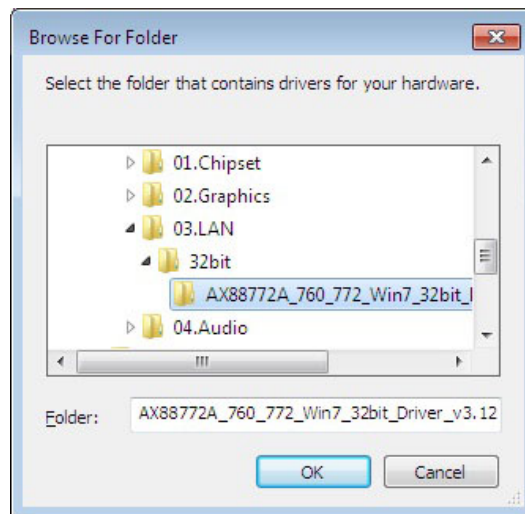 Browse For Folder
Select the folder that contains drivers for your hardware.
01.Chipset
02.Graphics
03.LAN
32bit
AX88772A_760_772_Win7_32bit_
04.Audio
Folder: AX88772A_760_772_Win7_32bit_Driver_v3.12
OK Cancel